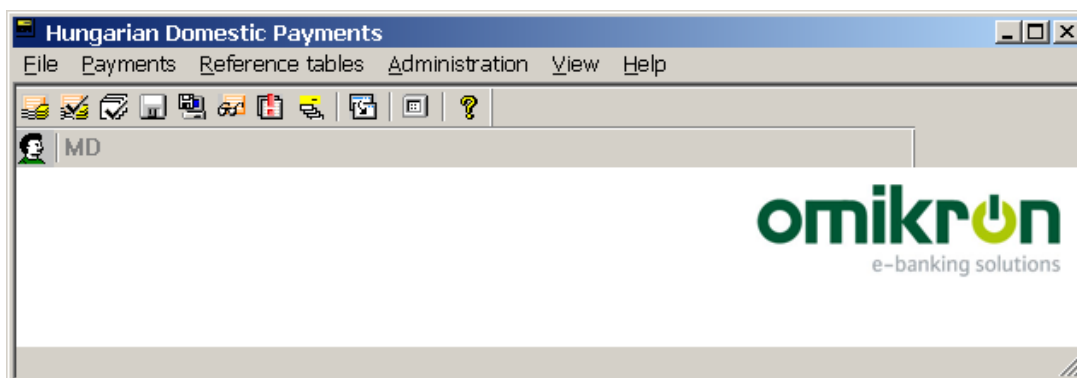 Hungarian Domestic Payments
File Payments Reference tables Administration View Help
MD
omikron
e-banking solutions